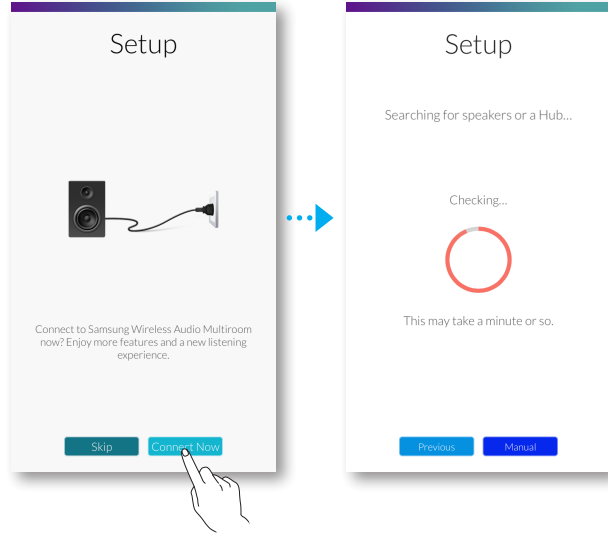 Setup
Connect to Samsung Wireless Audio Multiroom
now? Enjoy more features and a new listening
experience.
Skip
Connect Now
Setup
Searching for speakers or a Hub...
Checking...
This may take a minute or so.
Previous
Manual